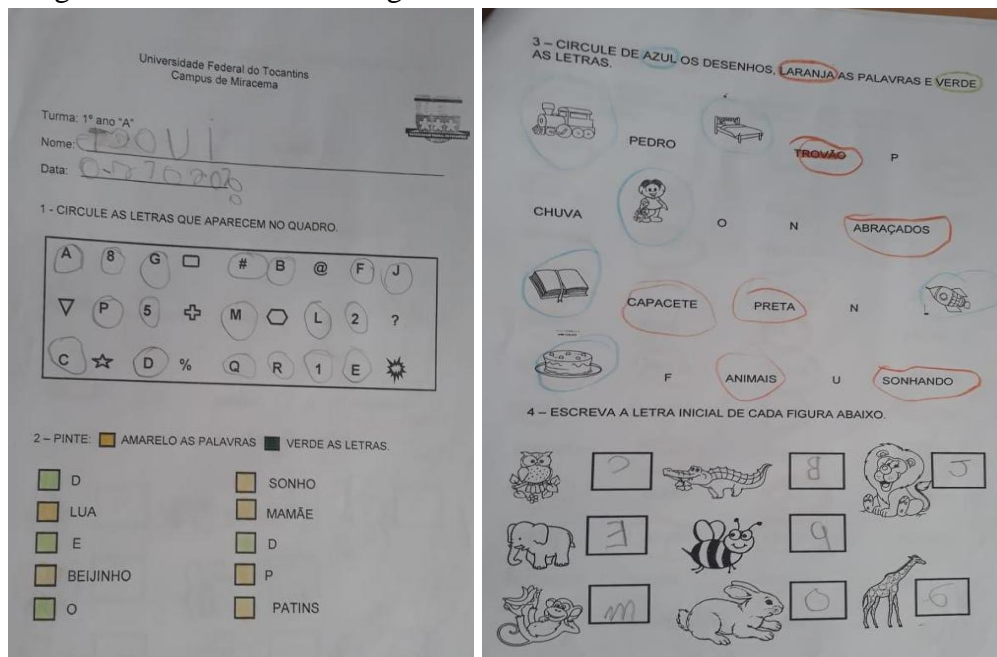 Universidade Federal do Tocantins
Campus de Miracema
Turma: 1º ano "A"
Nome:
Data:
1 - CIRCULE AS LETRAS QUE APARECEM NO QUADRO.
A 8 G # B @ F J
P 5 M L 2 ?
C D % Q R 1 E
2 – PINTE: AMARELO AS PALAVRAS VERDE AS LETRAS.
D SONHO
LUA MAMÃE
E D
BEIJINHO P
O PATINS
3 – CIRCULE DE AZUL OS DESENHOS, LARANJA AS PALAVRAS E VERDE
AS LETRAS.
PEDRO TROVÃO P
CHUVA O N ABRAÇADOS
CAPACETE PRETA N
F ANIMAIS U SONHANDO
4 – ESCREVA A LETRA INICIAL DE CADA FIGURA ABAIXO.
C B J
E
M O G